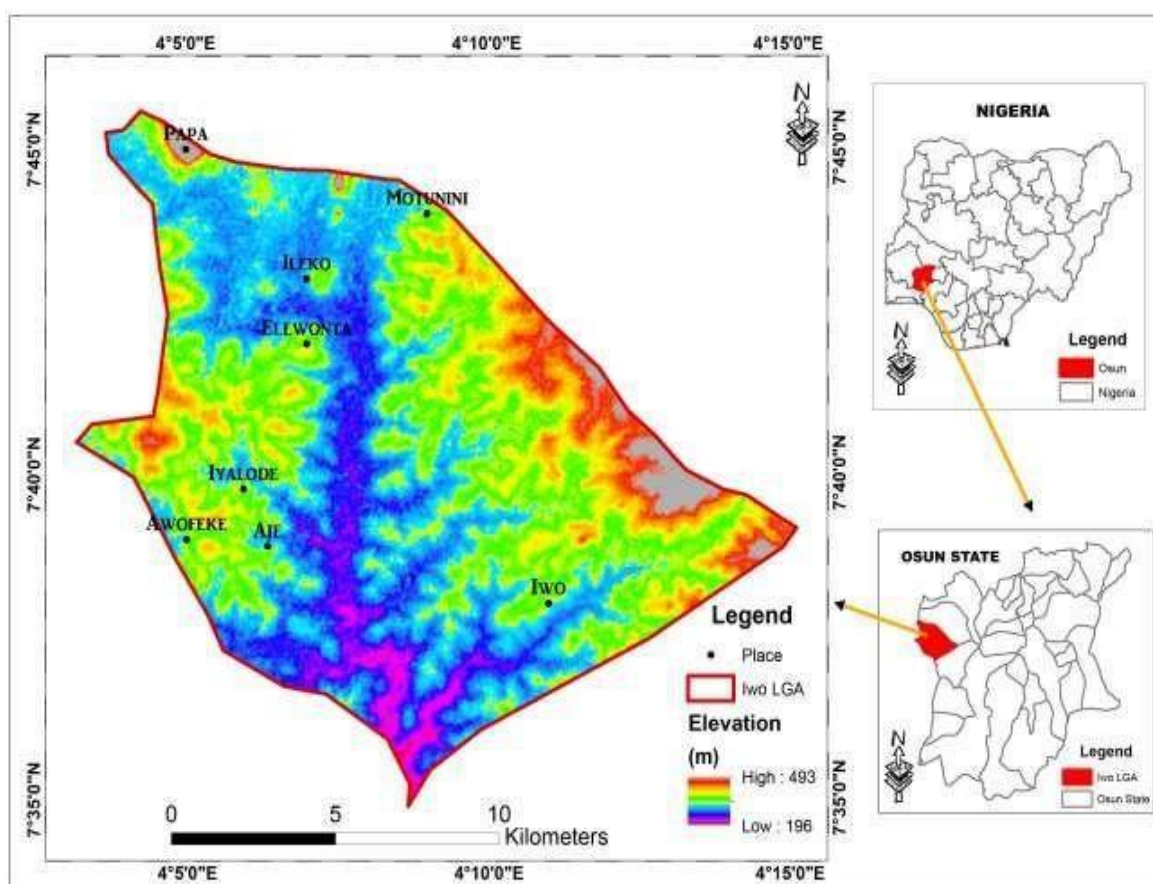 4°5'0"E 4°10'0"E 4°15'0"E
7°45'0"N
7°40'0"N
7°35'0"N
N
PAPA
MOTUNINI
ILEKO
ELEWONTA
IYALODE
AWOFEKE
AJE
IWO
Legend
Place
Iwo LGA
Elevation
(m)
High : 493
Low : 196
0 5 10
Kilometers
7°45'0"N
7°40'0"N
7°35'0"N
4°5'0"E 4°10'0"E 4°15'0"E
NIGERIA
N
Legend
Osun
Nigeria
OSUN STATE
N
Legend
Iwo LGA
Osun State